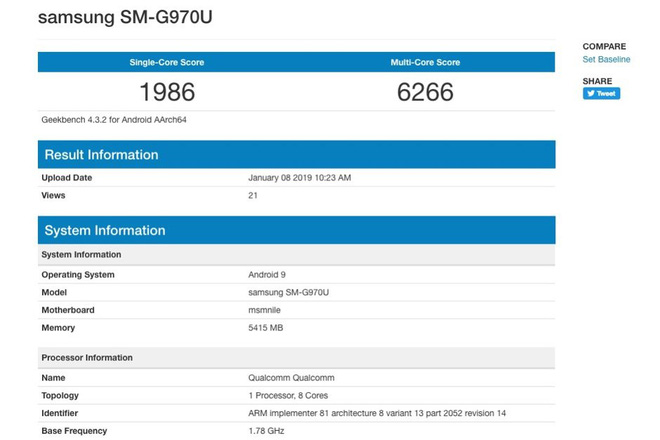 samsung SM-G970U
Single-Core Score Multi-Core Score
1986 6266
Geekbench 4.3.2 for Android AArch64
COMPARE
Set Baseline
SHARE
Tweet
Result Information
Upload Date January 08 2019 10:23 AM
Views 21
System Information
System Information
Operating System Android 9
Model samsung SM-G970U
Motherboard msmnile
Memory 5415 MB
Processor Information
Name Qualcomm Qualcomm
Topology 1 Processor, 8 Cores
Identifier ARM implementer 81 architecture 8 variant 13 part 2052 revision 14
Base Frequency 1.78 GHz